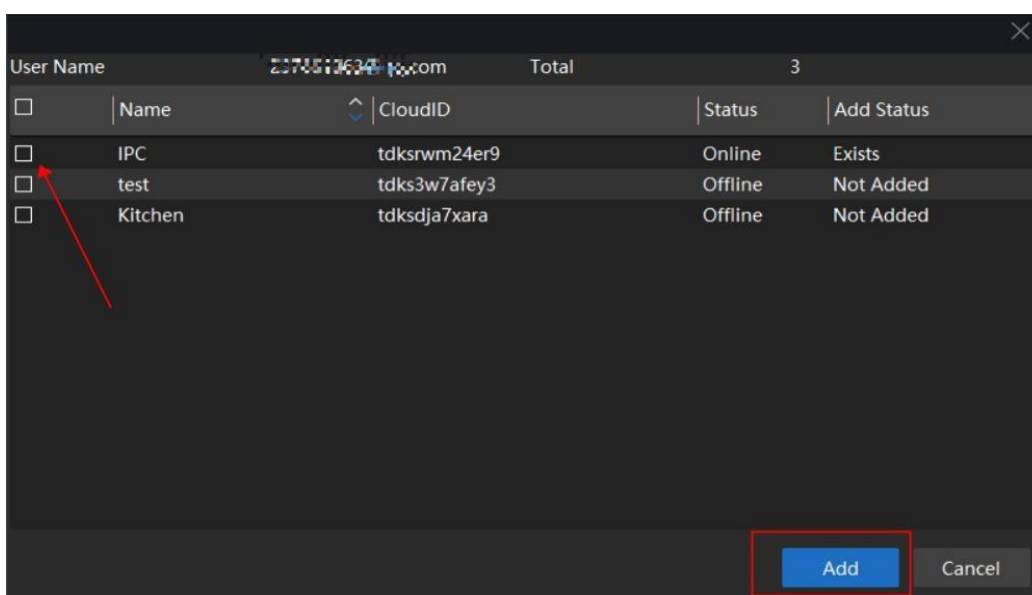 User Name Total 3
Name CloudID Status Add Status
IPC tdksrwm24er9 Online Exists
test tdks3w7afey3 Offline Not Added
Kitchen tdksdja7xara Offline Not Added
Add Cancel